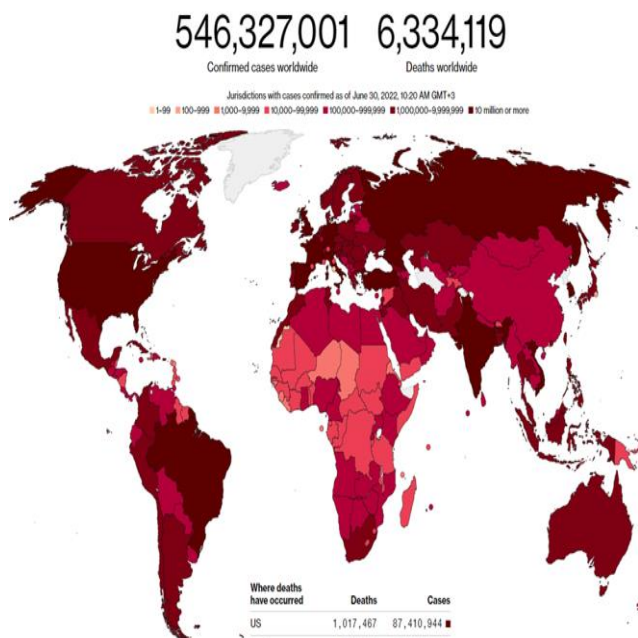 546,327,001 6,334,119
Confirmed cases worldwide Deaths worldwide
Jurisdictions with cases confirmed as of June 30, 2022, 10:20 AM GMT+3
1–99 100–999 1,000–9,999 10,000–99,999 100,000–999,999 1,000,000–9,999,999 10 million or more
Where deaths
have occurred Deaths Cases
US 1,017,467 87,410,944